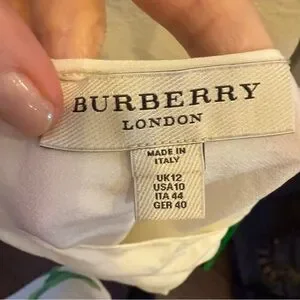 BURBERRY
LONDON
MADE IN
ITALY
UK12
USA10
ITA 44
GER 40